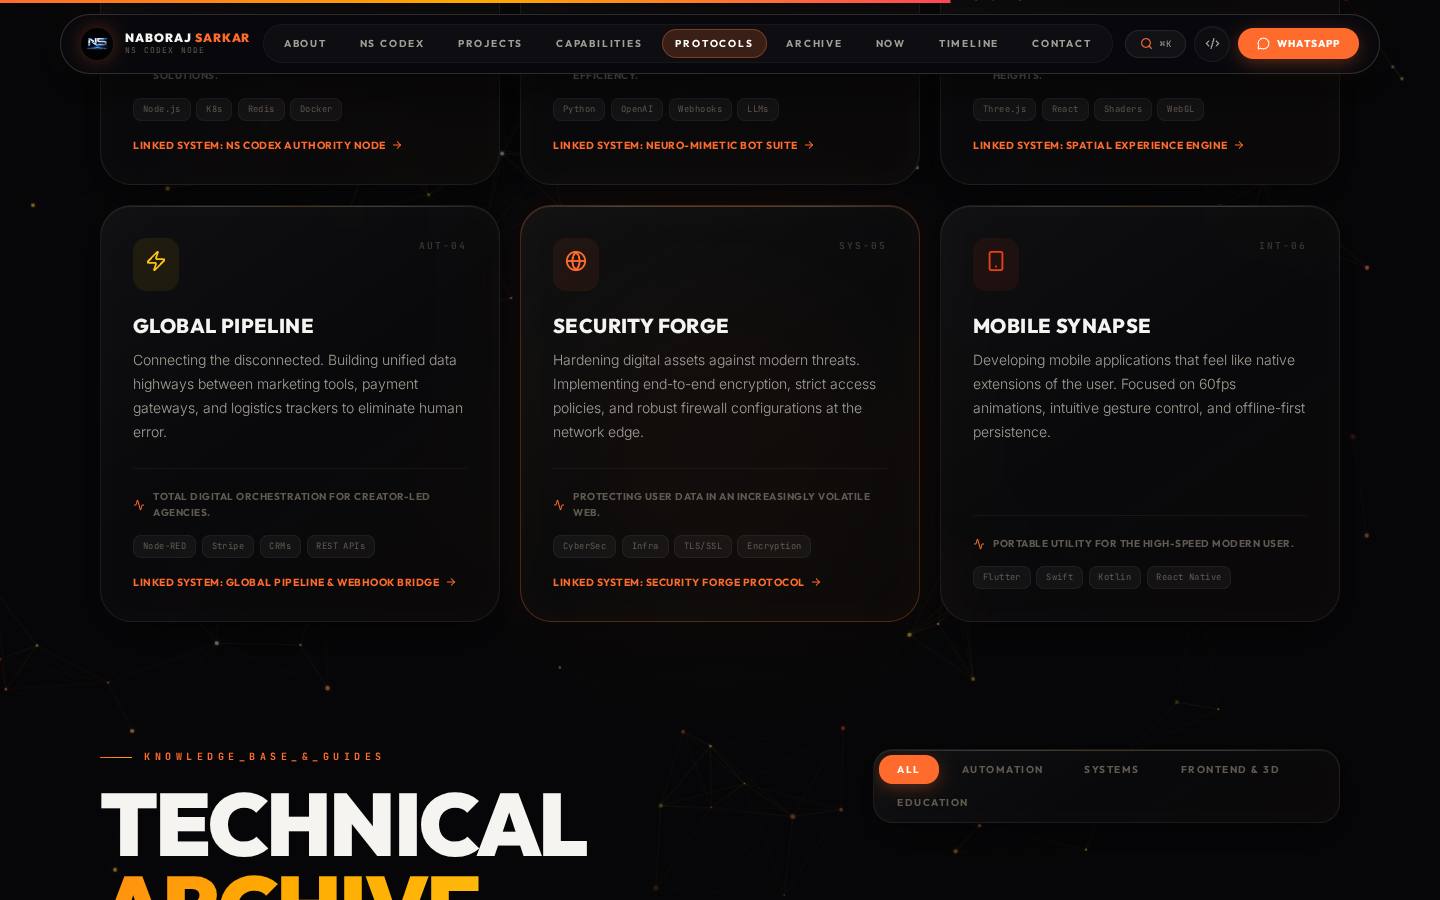 NABORAJ SARKAR
NS CODEX NODE
ABOUT
NS CODEX
PROJECTS
CAPABILITIES
PROTOCOLS
ARCHIVE
NOW
TIMELINE
CONTACT
⌘K
WHATSAPP
SOLUTIONS.
Node.js K8s Redis Docker
LINKED SYSTEM: NS CODEX AUTHORITY NODE →
EFFICIENCY.
Python OpenAI Webhooks LLMs
LINKED SYSTEM: NEURO-MIMETIC BOT SUITE →
HEIGHTS.
Three.js React Shaders WebGL
LINKED SYSTEM: SPATIAL EXPERIENCE ENGINE →
AUT-04
GLOBAL PIPELINE
Connecting the disconnected. Building unified data
highways between marketing tools, payment
gateways, and logistics trackers to eliminate human
error.
TOTAL DIGITAL ORCHESTRATION FOR CREATOR-LED
AGENCIES.
Node-RED Stripe CRMs REST APIs
LINKED SYSTEM: GLOBAL PIPELINE & WEBHOOK BRIDGE →
SYS-05
SECURITY FORGE
Hardening digital assets against modern threats.
Implementing end-to-end encryption, strict access
policies, and robust firewall configurations at the
network edge.
PROTECTING USER DATA IN AN INCREASINGLY VOLATILE
WEB.
CyberSec Infra TLS/SSL Encryption
LINKED SYSTEM: SECURITY FORGE PROTOCOL →
INT-06
MOBILE SYNAPSE
Developing mobile applications that feel like native
extensions of the user. Focused on 60fps
animations, intuitive gesture control, and offline-first
persistence.
PORTABLE UTILITY FOR THE HIGH-SPEED MODERN USER.
Flutter Swift Kotlin React Native
KNOWLEDGE_BASE_&_GUIDES
TECHNICAL
ARCHIVE
ALL
AUTOMATION
SYSTEMS
FRONTEND & 3D
EDUCATION